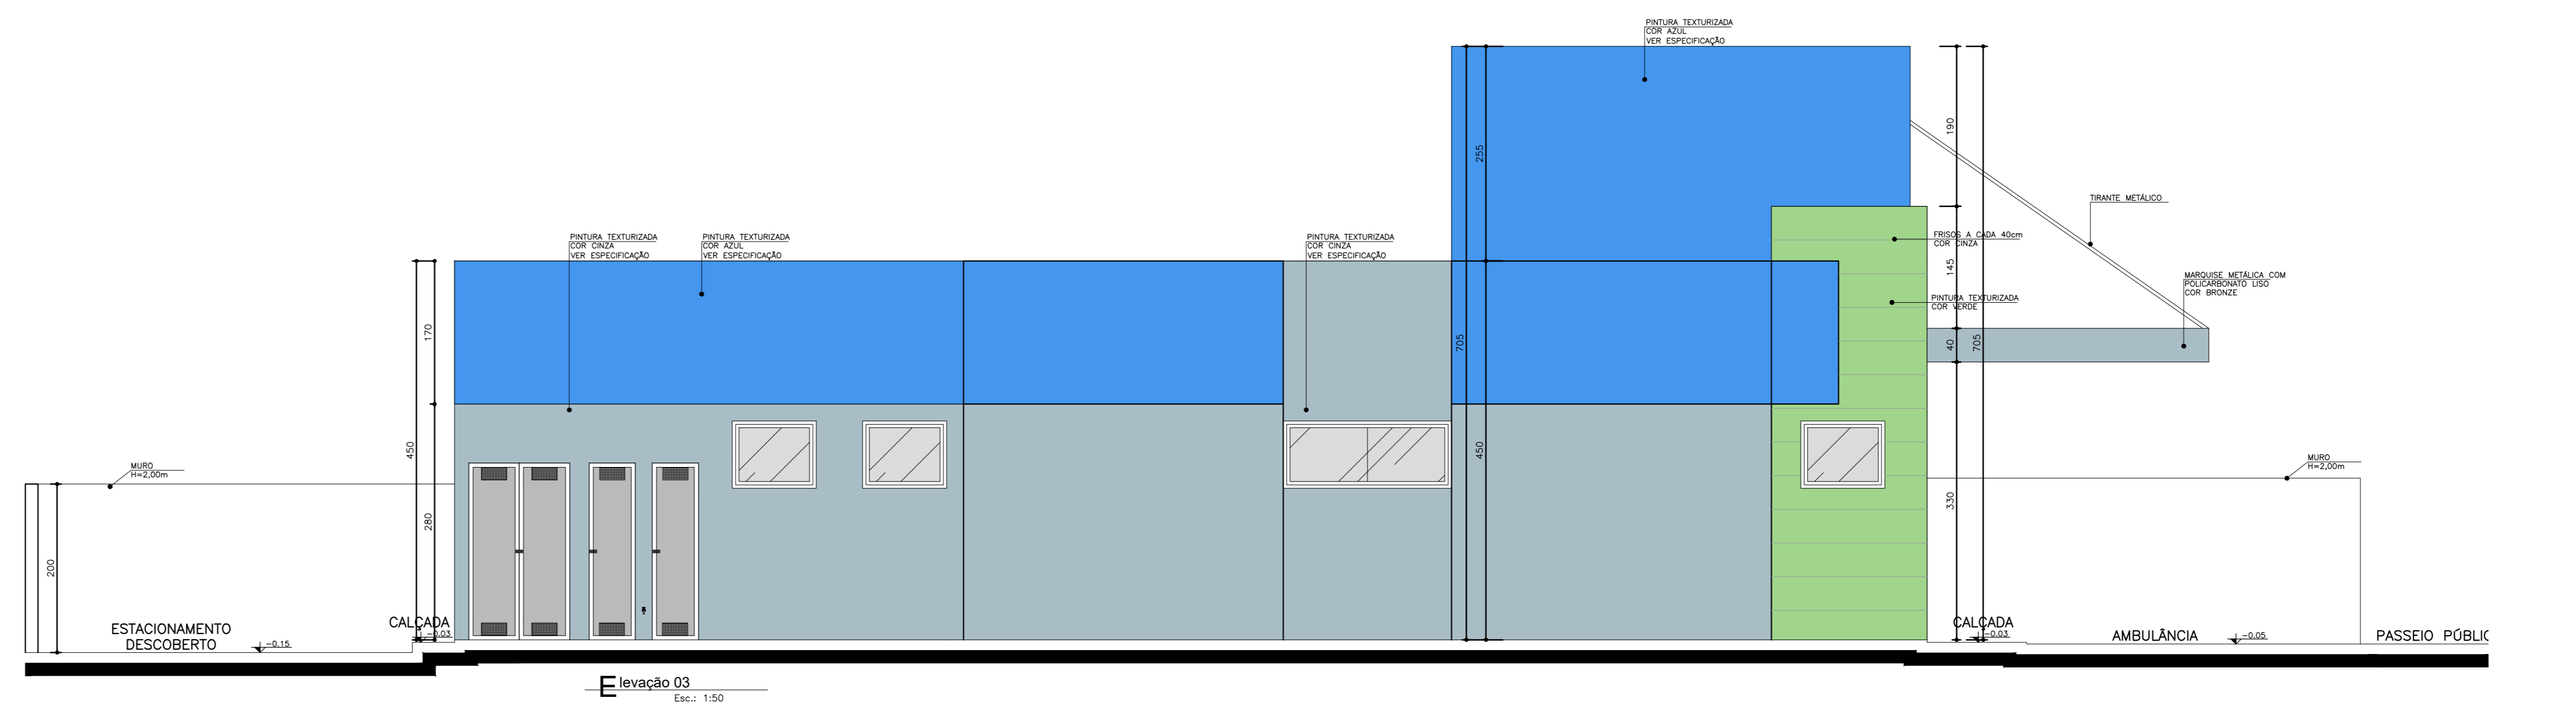 PINTURA TEXTURIZADA
COR AZUL
VER ESPECIFICAÇÃO
190
255
TIRANTE METÁLICO
PINTURA TEXTURIZADA
COR CINZA
VER ESPECIFICAÇÃO
PINTURA TEXTURIZADA
COR AZUL
VER ESPECIFICAÇÃO
PINTURA TEXTURIZADA
COR CINZA
VER ESPECIFICAÇÃO
FRISOS A CADA 40cm
COR CINZA
145
MARQUISE METÁLICA COM
POLICARBONATO LISO
COR BRONZE
PINTURA TEXTURIZADA
COR VERDE
170
705
40
705
450
450
MURO
H=2,00m
MURO
H=2,00m
280
330
200
CALÇADA
-0.03
ESTACIONAMENTO
DESCOBERTO
-0.15
CALÇADA
-0.03
AMBULÂNCIA
-0.05
PASSEIO PÚBLIC
Elevação 03
Esc.: 1:50